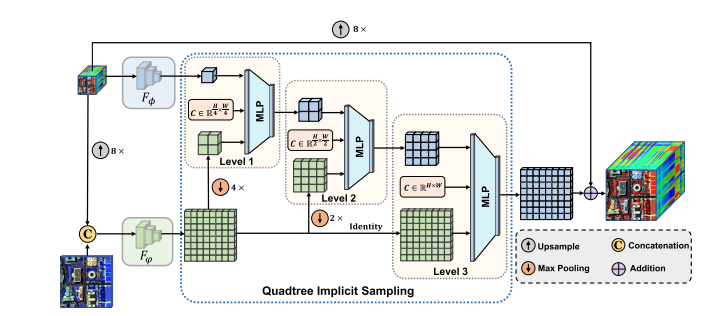 8 ×
F_ϕ
C ∈ ℝ^{H/4 × W/4}
MLP
Level 1
C ∈ ℝ^{H/2 × W/2}
MLP
Level 2
C ∈ ℝ^{H×W}
MLP
Level 3
8 ×
4 ×
2 ×
Identity
C
F_φ
Quadtree Implicit Sampling
Upsample
C Concatenation
Max Pooling
Addition